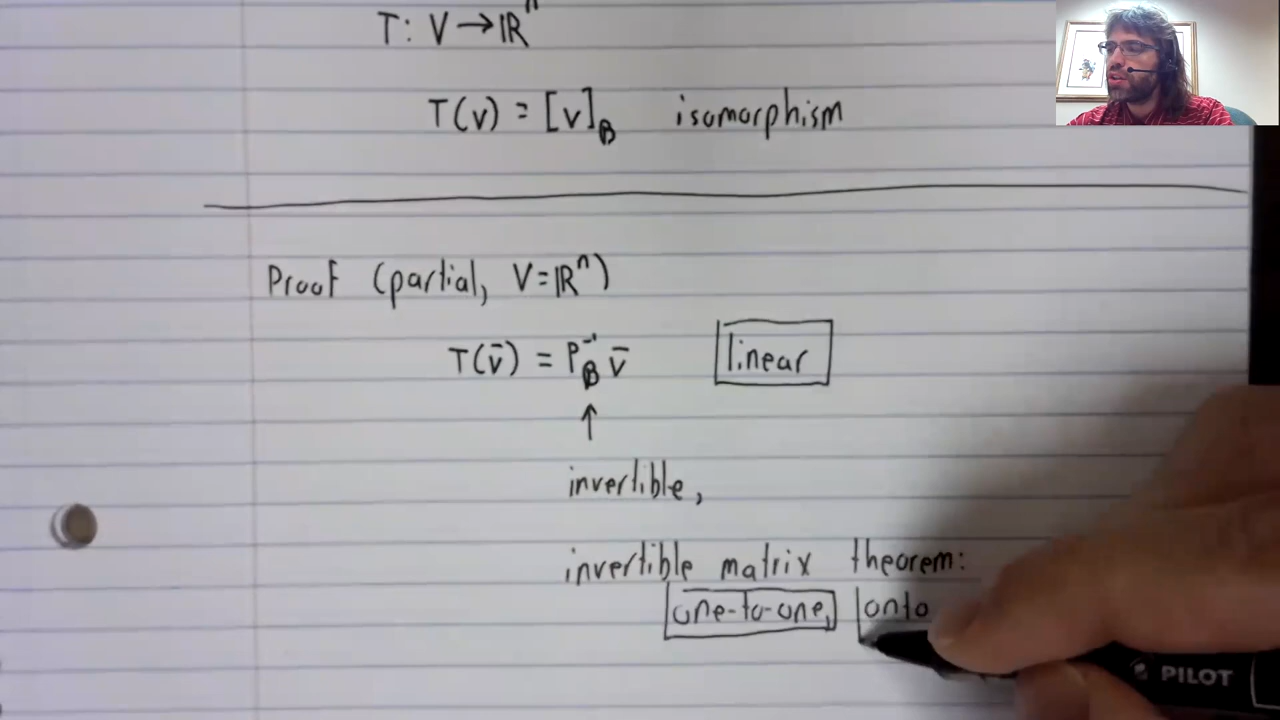 T: V → ℝⁿ
T(v) = [v]_B isomorphism
Proof (partial, V=ℝⁿ)
T(v̄) = P_B⁻¹ v̄ linear
↑
invertible,
invertible matrix theorem:
one-to-one, onto
PILOT